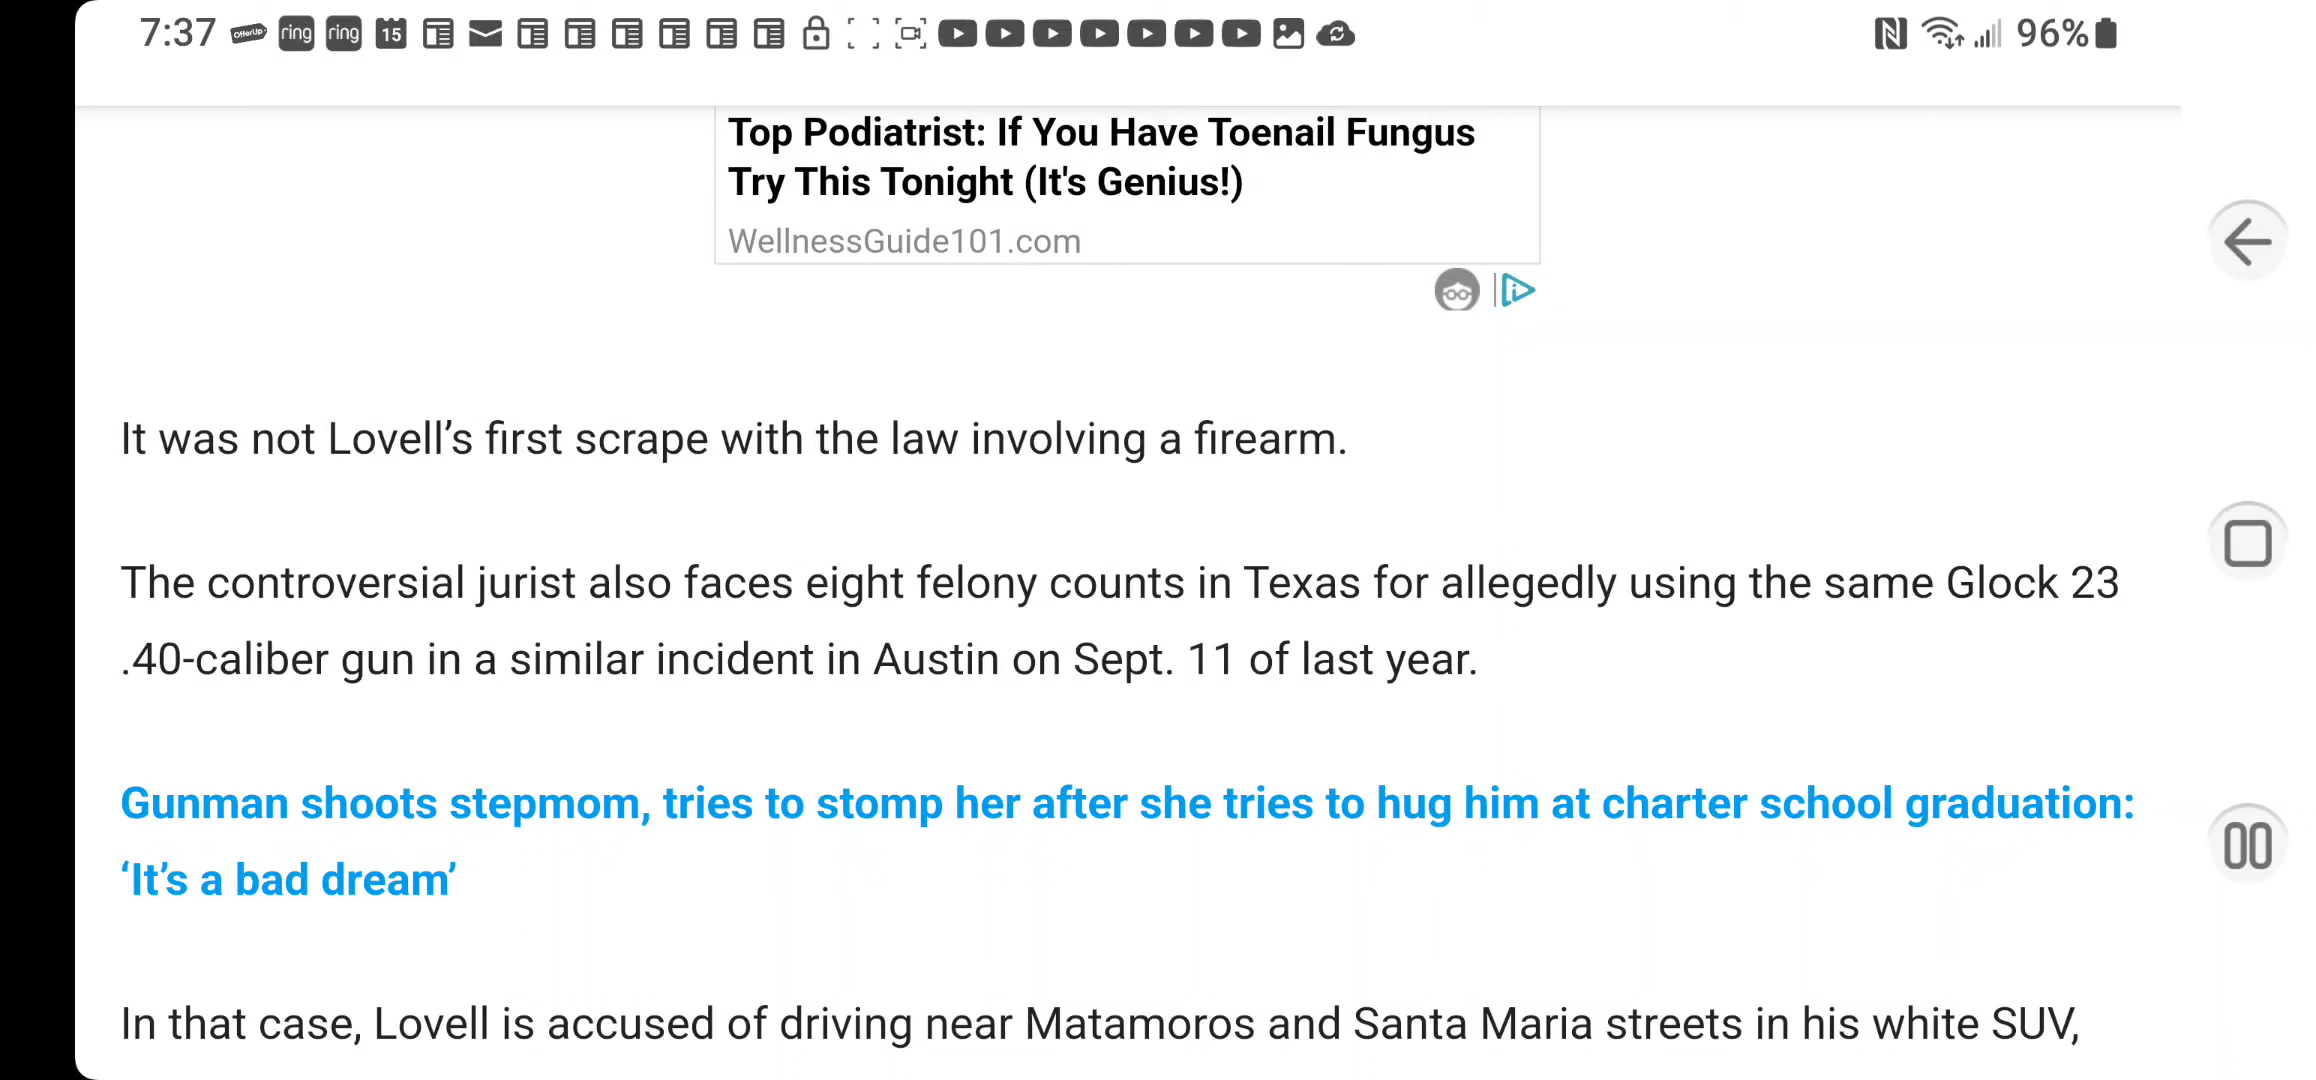 7:37 OfferUp ring ring 15 96%
Top Podiatrist: If You Have Toenail Fungus
Try This Tonight (It's Genius!)
WellnessGuide101.com
It was not Lovell’s first scrape with the law involving a firearm.
The controversial jurist also faces eight felony counts in Texas for allegedly using the same Glock 23
.40-caliber gun in a similar incident in Austin on Sept. 11 of last year.
Gunman shoots stepmom, tries to stomp her after she tries to hug him at charter school graduation:
‘It’s a bad dream’
In that case, Lovell is accused of driving near Matamoros and Santa Maria streets in his white SUV,